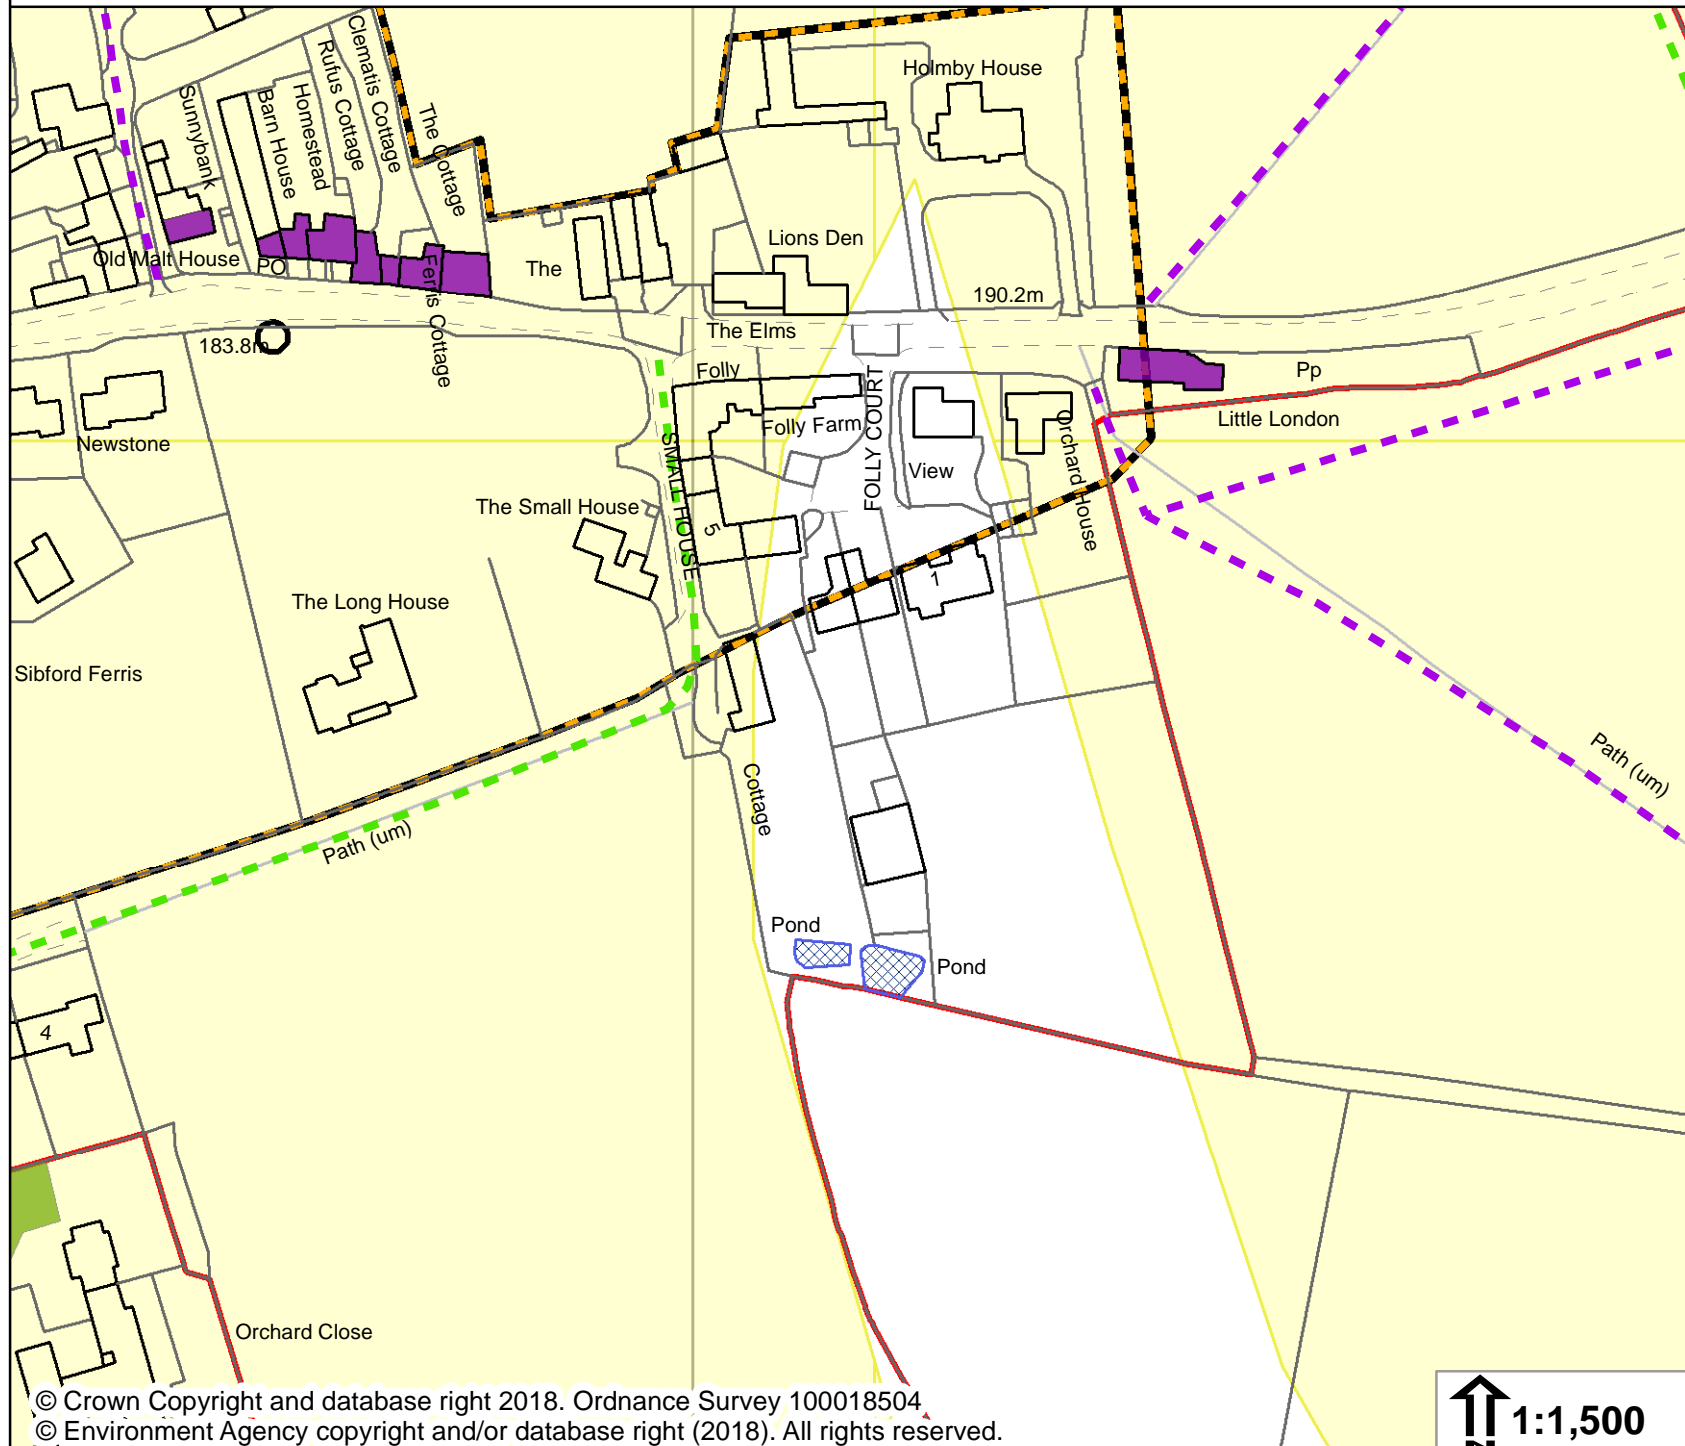 Clematis Cottage
Rufus Cottage
Homestead
Barn House
Sunnybank
The Cottage
Holmby House
Old Malt House
PO
Ferris Cottage
The
Lions Den
190.2m
The Elms
183.8m
Folly
Pp
Newstone
Folly Farm
FOLLY COURT
View
Orchard House
Little London
SMALL HOUSE
The Small House
5
1
The Long House
Sibford Ferris
Path (um)
Path (um)
Cottage
Pond
Pond
4
Orchard Close
© Crown Copyright and database right 2018. Ordnance Survey 100018504
© Environment Agency copyright and/or database right (2018). All rights reserved.
1:1,500